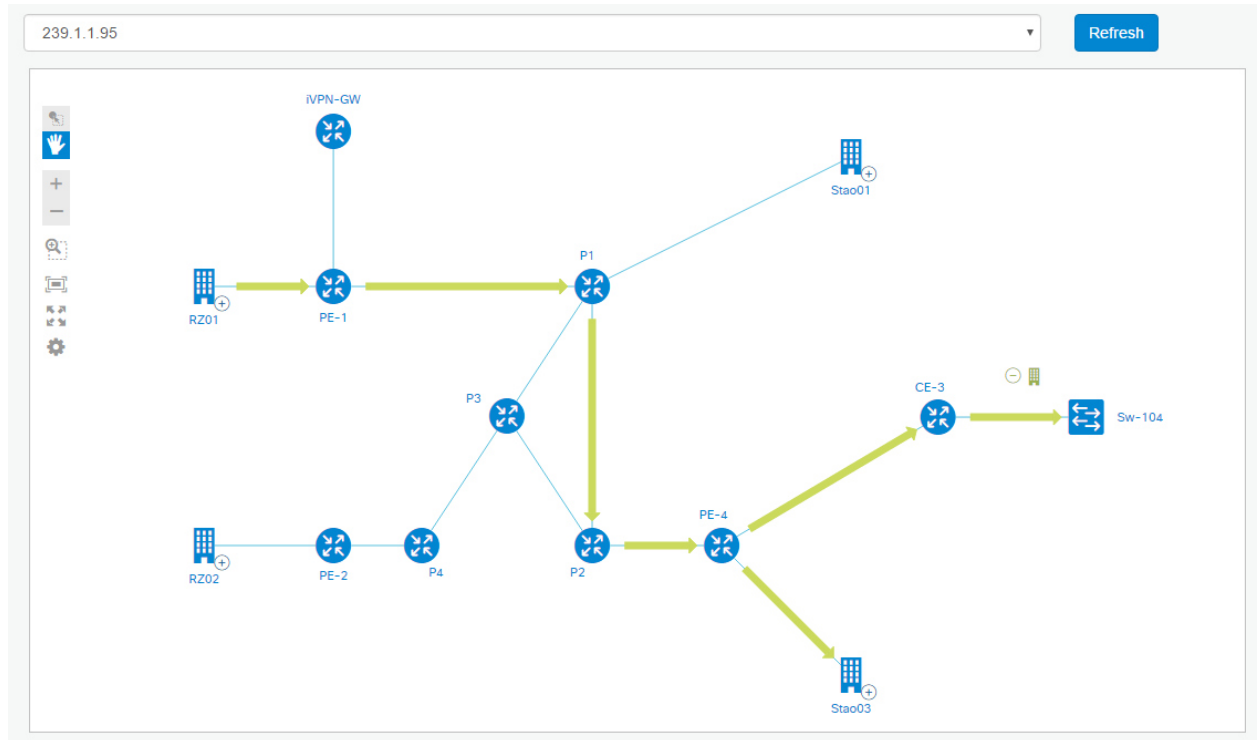 239.1.1.95
Refresh
iVPN-GW
Stao01
P1
RZ01
PE-1
P3
CE-3
Sw-104
PE-4
RZ02
PE-2
P4
P2
Stao03